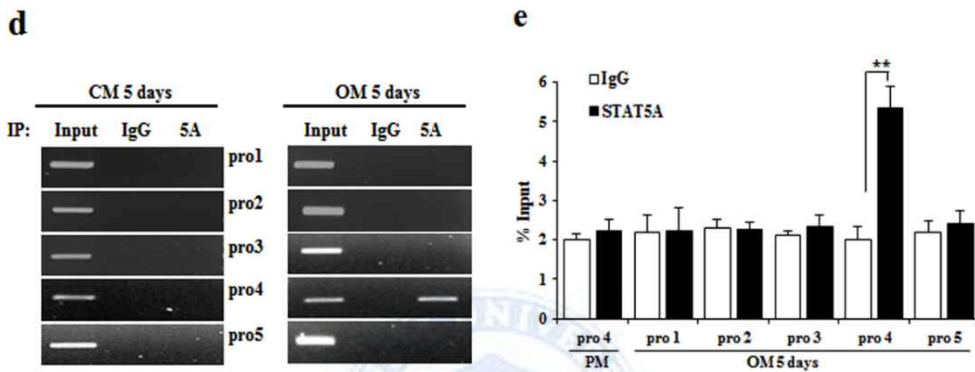 d
CM 5 days
OM 5 days
IP: Input IgG 5A
Input IgG 5A
pro1
pro2
pro3
pro4
pro5
e
IgG
STAT5A
**
% Input
6
5
4
3
2
1
0
pro 4 pro 1 pro 2 pro 3 pro 4 pro 5
PM OM 5 days